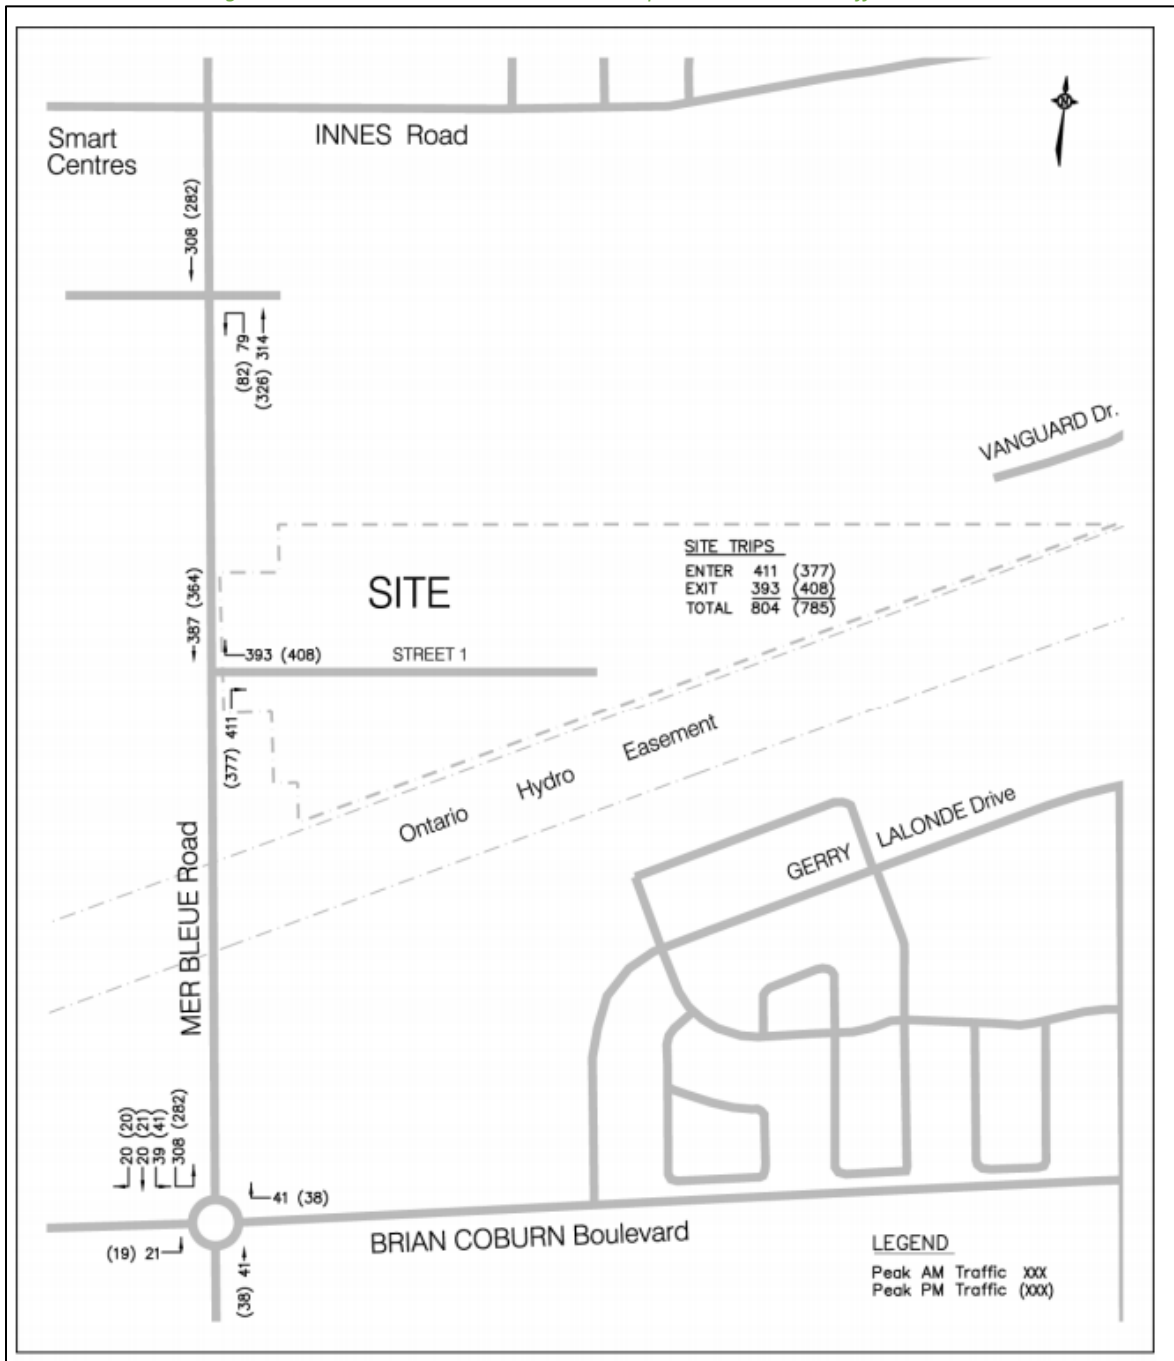 INNES Road
Smart
Centres
308 (282)
(82) 79
(326) 314
VANGUARD Dr.
SITE TRIPS
ENTER 411 (377)
EXIT 393 (408)
TOTAL 804 (785)
SITE
387 (364)
393 (408)
STREET 1
(377) 411
Ontario Hydro Easement
MER BLEUE Road
GERRY LALONDE Drive
20 (20)
20 (21)
39 (41)
308 (282)
41 (38)
BRIAN COBURN Boulevard
(19) 21
(38) 41
LEGEND
Peak AM Traffic XXX
Peak PM Traffic (XXX)
N